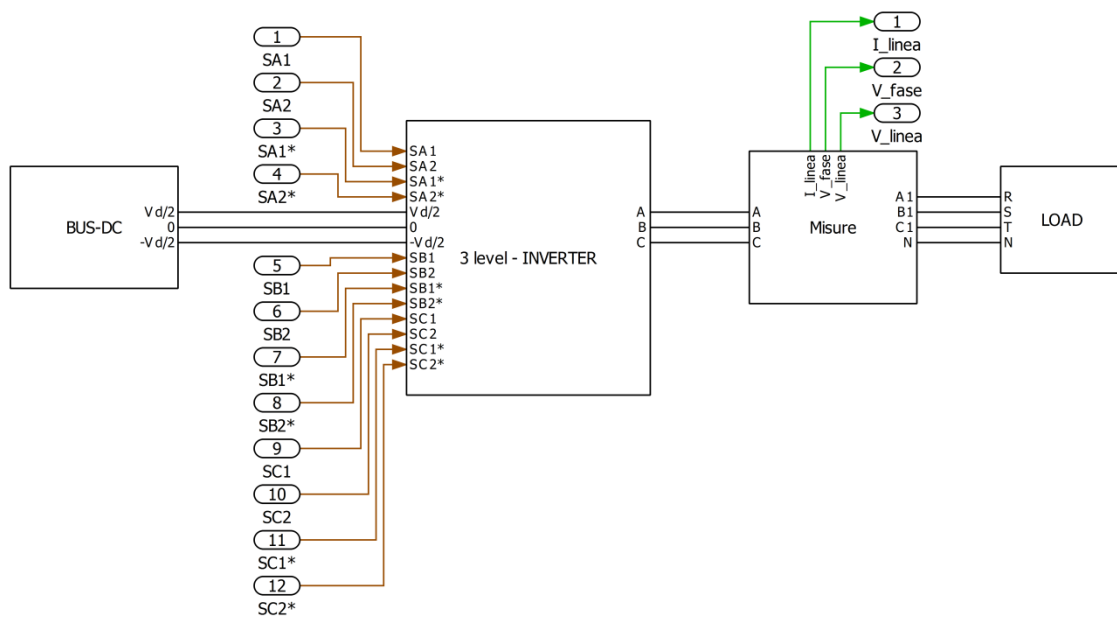 1
SA1
2
SA2
3
SA1*
4
SA2*
BUS-DC
Vd/2
0
-Vd/2
5
SB1
6
SB2
7
SB1*
8
SB2*
9
SC1
10
SC2
11
SC1*
12
SC2*
SA1
SA2
SA1*
SA2*
Vd/2
0
-Vd/2
SB1
SB2
SB1*
SB2*
SC1
SC2
SC1*
SC2*
3 level - INVERTER
A
B
C
1
I_linea
2
V_fase
3
V_linea
I_linea
V_fase
V_linea
A
B
C
Misure
A1
B1
C1
N
R
S
T
N
LOAD